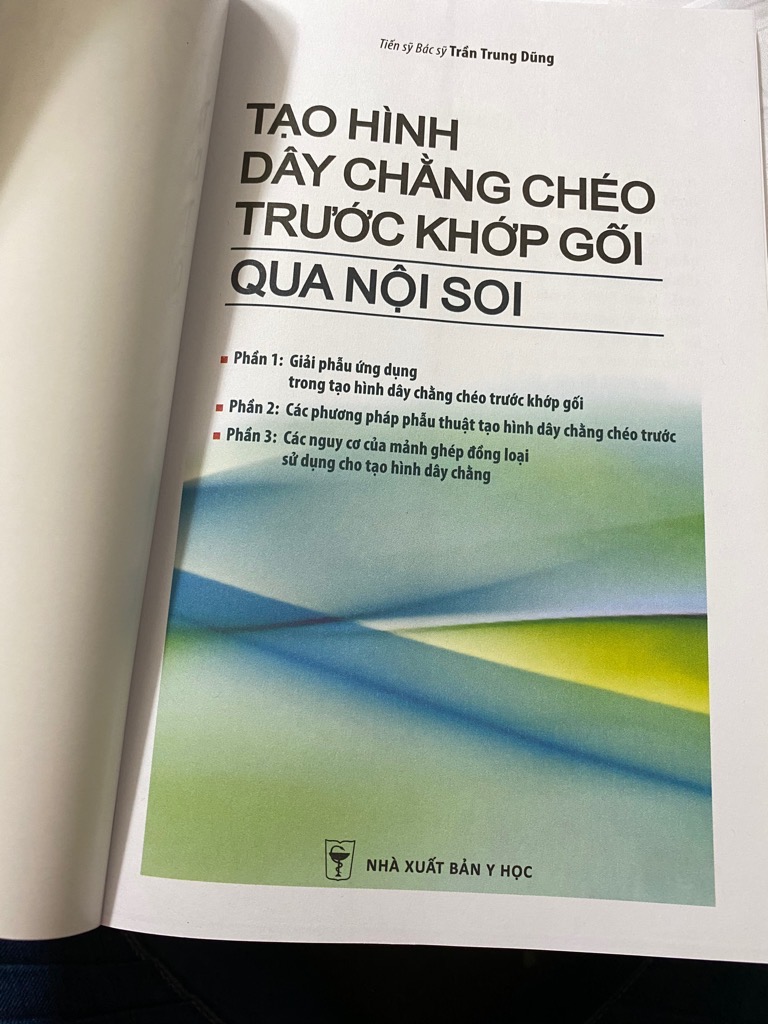 Tiến sỹ Bác sỹ Trần Trung Dũng
TẠO HÌNH
DÂY CHẰNG CHÉO
TRƯỚC KHỚP GỐI
QUA NỘI SOI
Phần 1: Giải phẫu ứng dụng
trong tạo hình dây chằng chéo trước khớp gối
Phần 2: Các phương pháp phẫu thuật tạo hình dây chằng chéo trước
Phần 3: Các nguy cơ của mảnh ghép đồng loại
sử dụng cho tạo hình dây chằng
NHÀ XUẤT BẢN Y HỌC